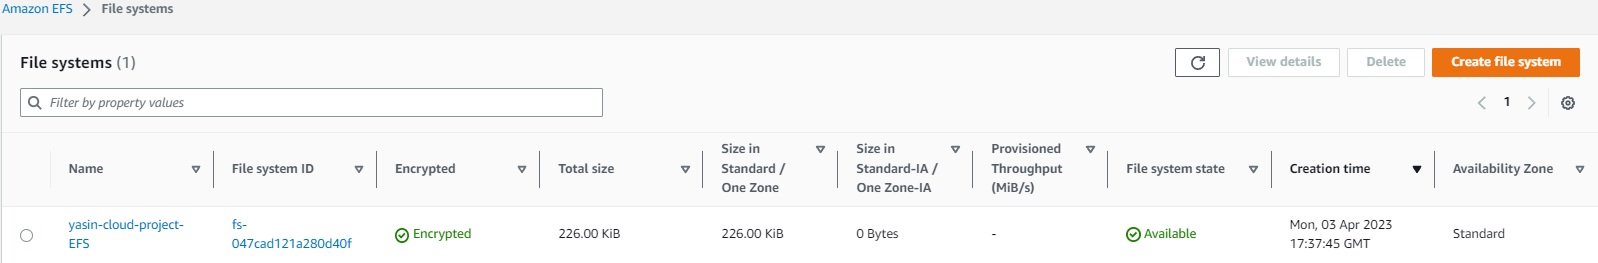 Amazon EFS > File systems
File systems (1)
View details
Delete
Create file system
Filter by property values
1
Name
File system ID
Encrypted
Total size
Size in
Standard /
One Zone
Size in
Standard-IA /
One Zone-IA
Provisioned
Throughput
(MiB/s)
File system state
Creation time
Availability Zone
yasin-cloud-project-
EFS
fs-
047cad121a280d40f
Encrypted
226.00 KiB
226.00 KiB
0 Bytes
-
Available
Mon, 03 Apr 2023
17:37:45 GMT
Standard